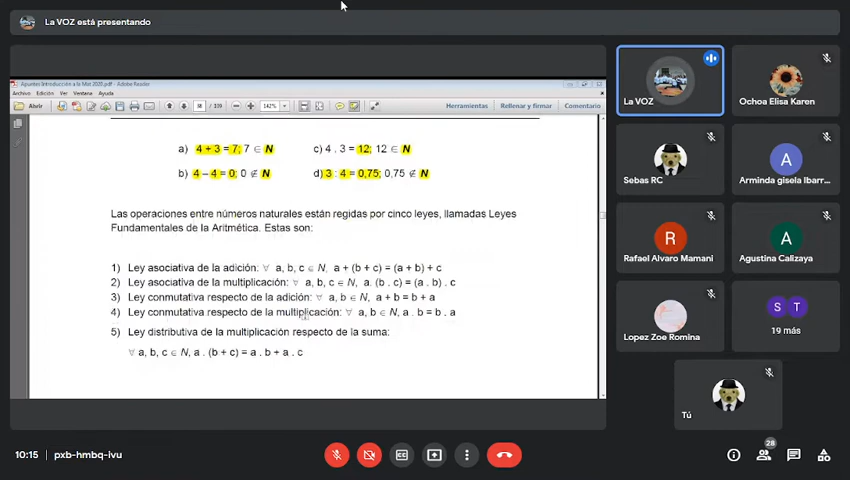 La VOZ está presentando
Apuntes Introducción a la Mat 2020.pdf - Adobe Reader
Archivo Edición Ver Ventana Ayuda
Abrir 38 / 109 142% Herramientas Rellenar y firmar Comentario
a) 4 + 3 = 7; 7 ∈ N c) 4 . 3 = 12; 12 ∈ N
b) 4 – 4 = 0; 0 ∉ N d) 3 : 4 = 0,75; 0,75 ∉ N
Las operaciones entre números naturales están regidas por cinco leyes, llamadas Leyes
Fundamentales de la Aritmética. Estas son:
1) Ley asociativa de la adición: ∀ a, b, c ∈ N, a + (b + c) = (a + b) + c
2) Ley asociativa de la multiplicación: ∀ a, b, c ∈ N, a. (b . c) = (a . b) . c
3) Ley conmutativa respecto de la adición: ∀ a, b ∈ N, a + b = b + a
4) Ley conmutativa respecto de la multiplicación: ∀ a, b ∈ N, a . b = b . a
5) Ley distributiva de la multiplicación respecto de la suma:
∀ a, b, c ∈ N, a . (b + c) = a . b + a . c
La VOZ
Ochoa Elisa Karen
Sebas RC
A
Arminda gisela Ibarr...
R
Rafael Alvaro Mamani
A
Agustina Calizaya
Lopez Zoe Romina
S T
19 más
Tú
10:15 pxb-hmbq-ivu
28